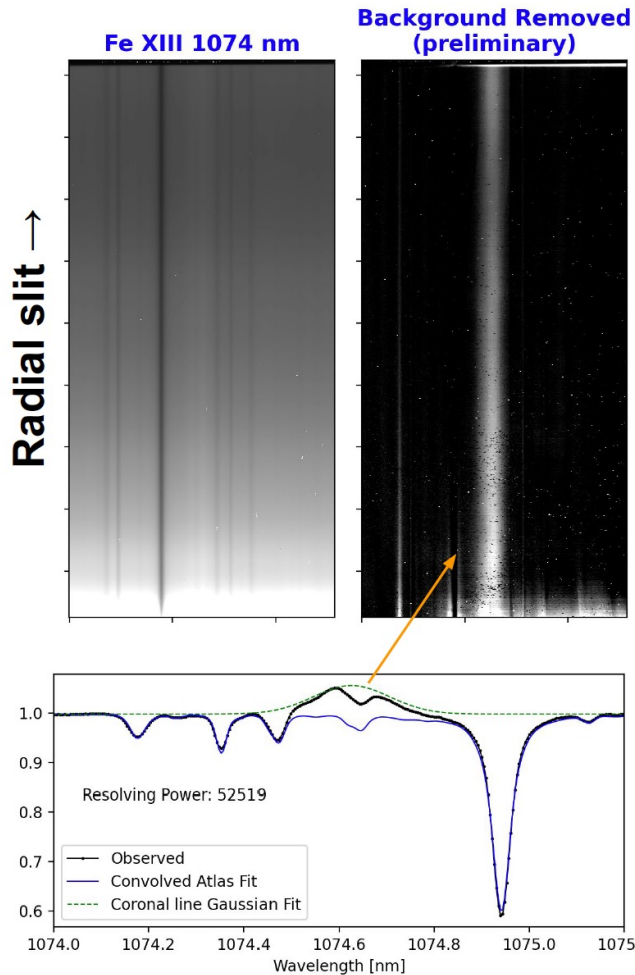 Fe XIII 1074 nm
Background Removed
(preliminary)
Radial slit →
1.0
0.9
0.8
0.7
0.6
Resolving Power: 52519
Observed
Convolved Atlas Fit
Coronal line Gaussian Fit
1074.0
1074.2
1074.4
1074.6
1074.8
1075.0
1075
Wavelength [nm]